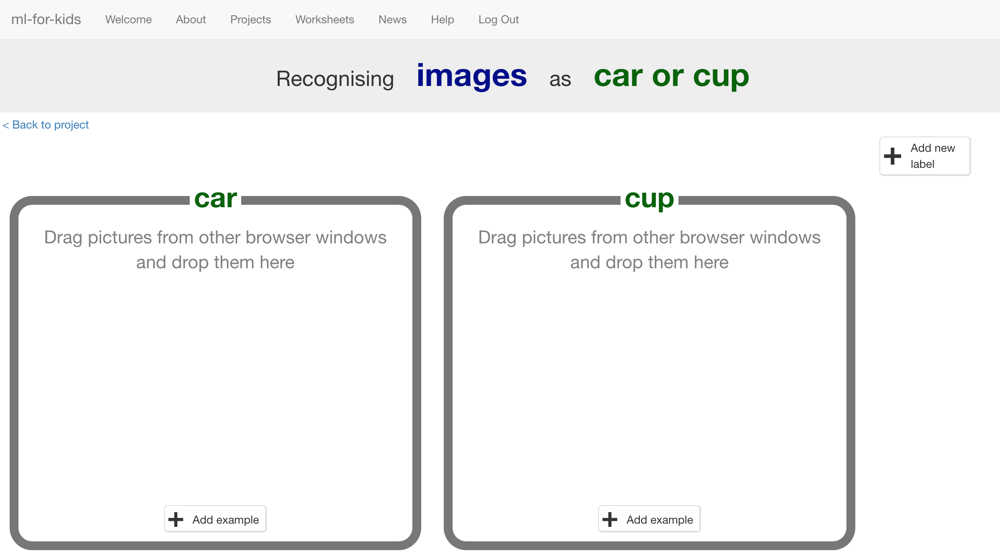 ml-for-kids Welcome About Projects Worksheets News Help Log Out
Recognising images as car or cup
< Back to project
Add new
label
car
Drag pictures from other browser windows
and drop them here
Add example
cup
Drag pictures from other browser windows
and drop them here
Add example